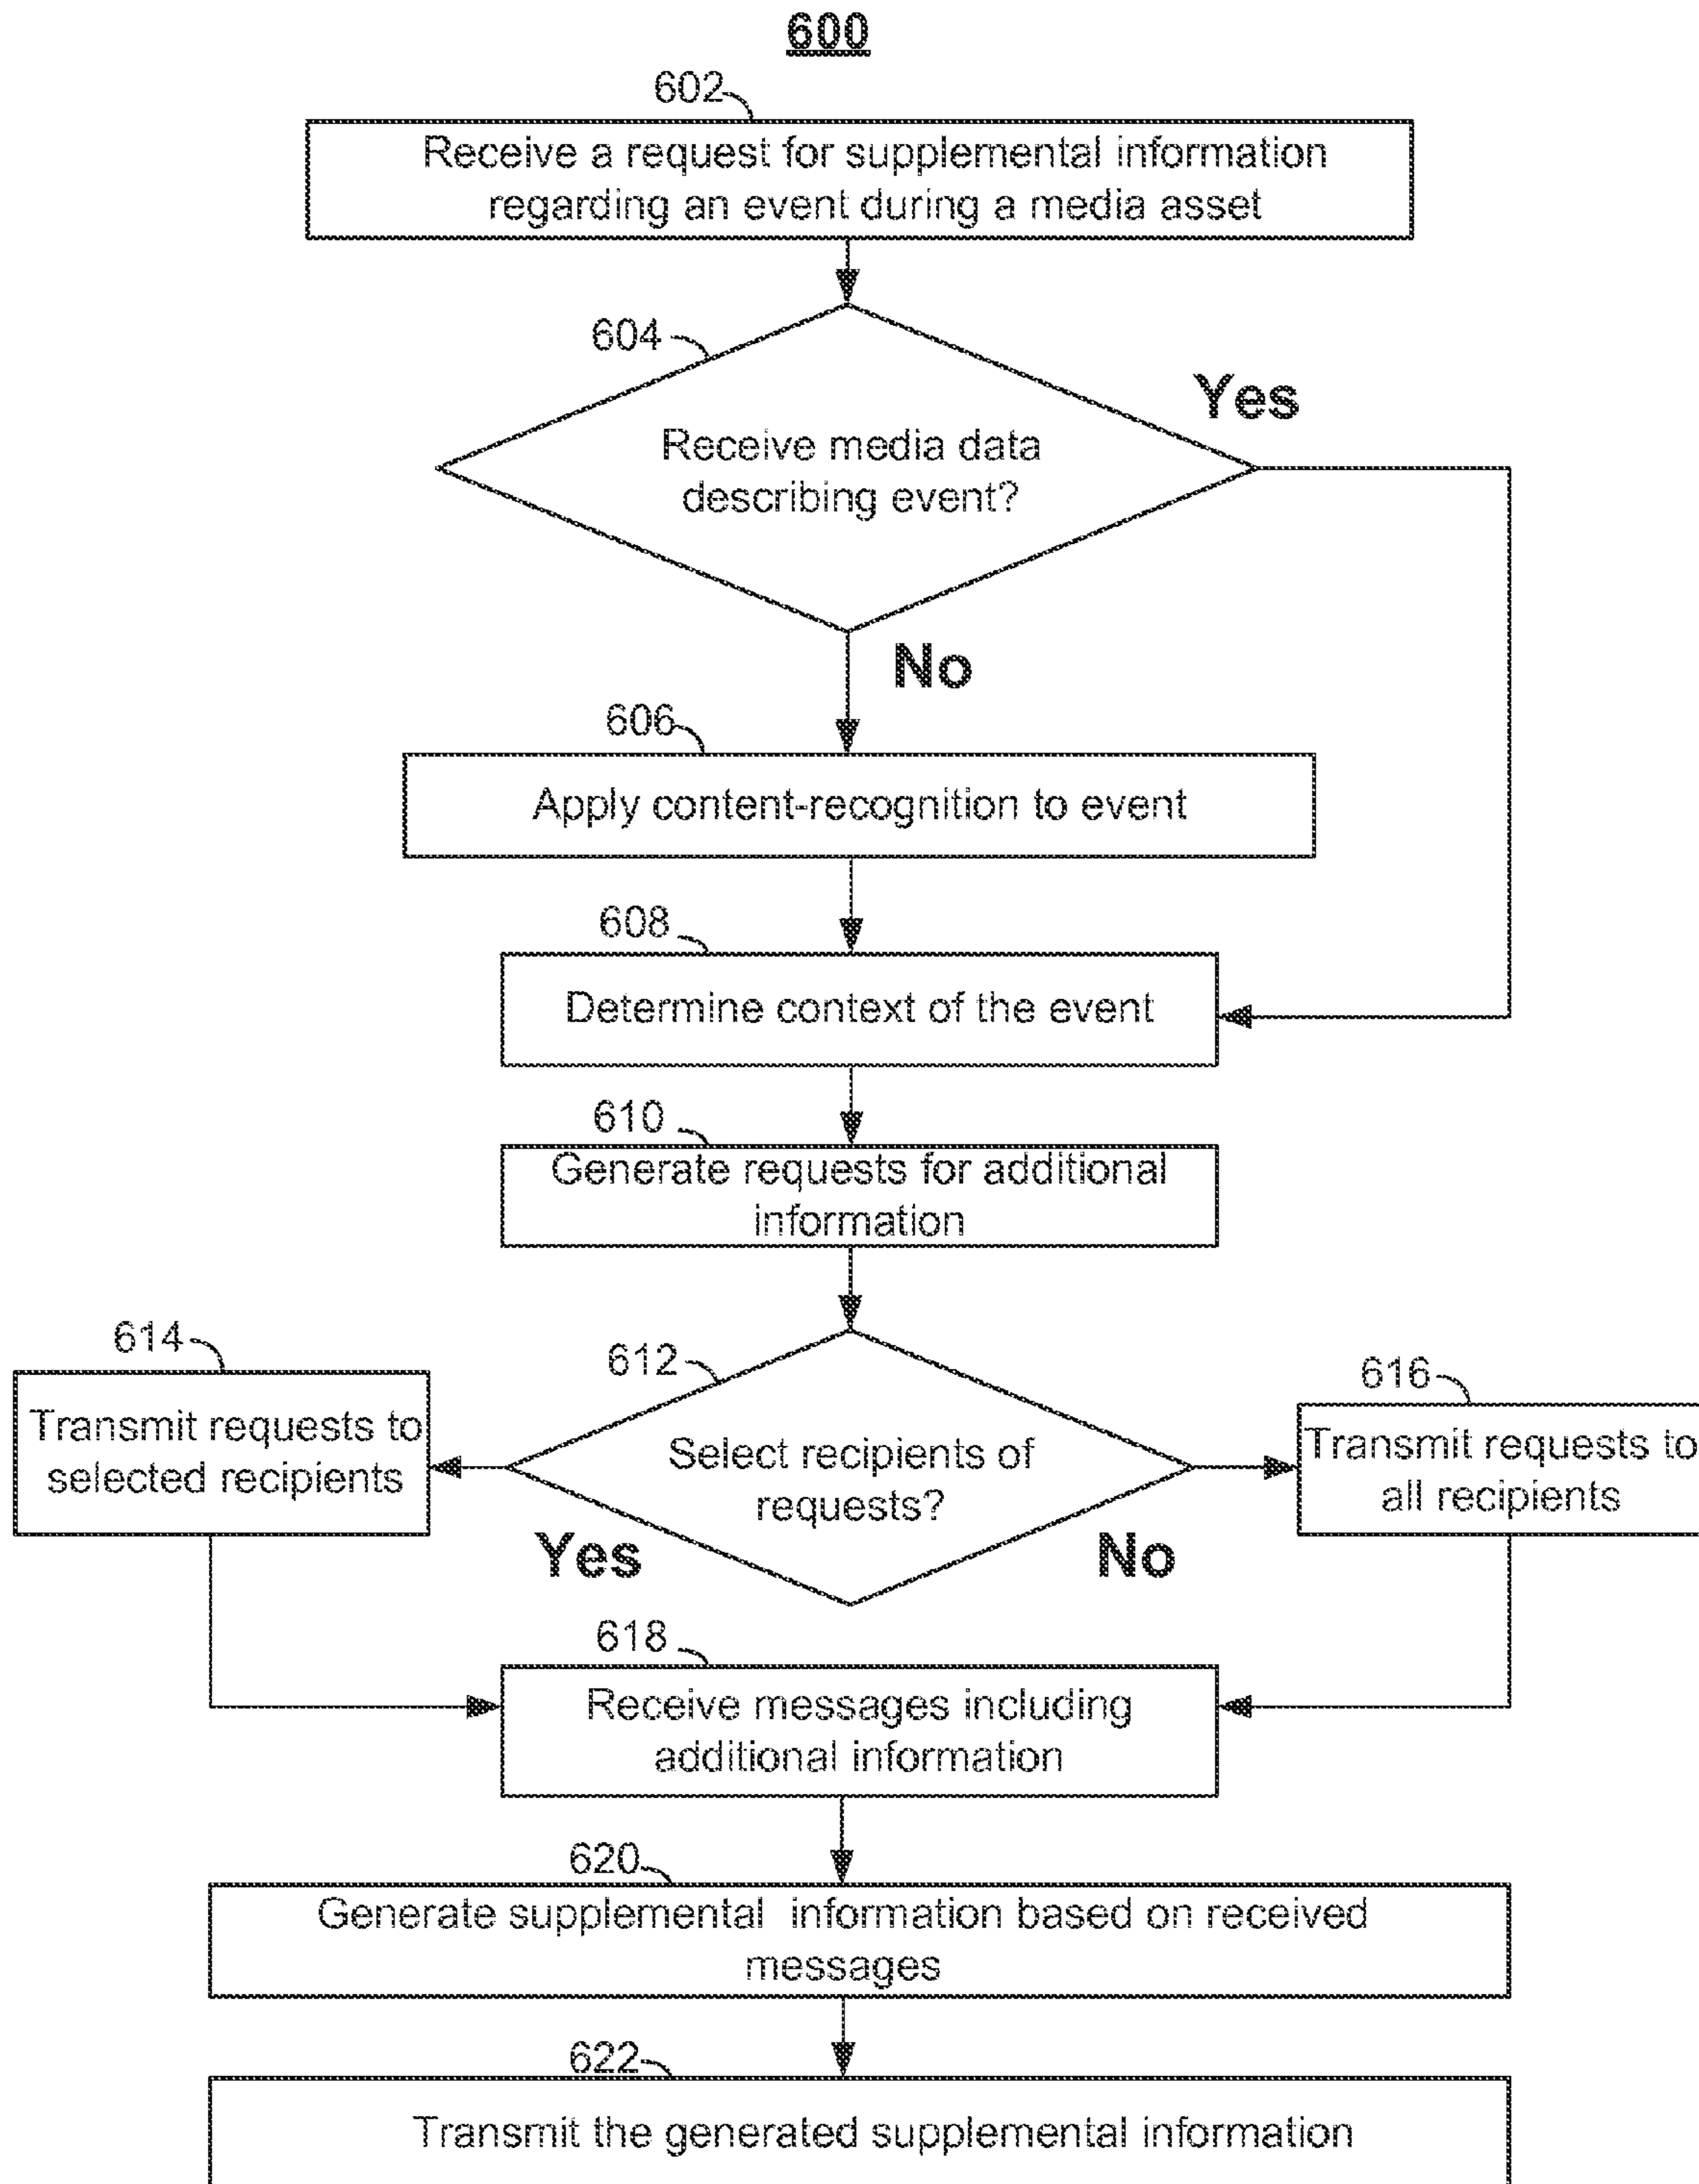 600
602
Receive a request for supplemental information
regarding an event during a media asset
604
Yes
Receive media data
describing event?
No
606
Apply content-recognition to event
608
Determine context of the event
610
Generate requests for additional
information
614
612
616
Transmit requests to
selected recipients
Select recipients of
requests?
Transmit requests to
all recipients
Yes
No
618
Receive messages including
additional information
620
Generate supplemental information based on received
messages
622
Transmit the generated supplemental information